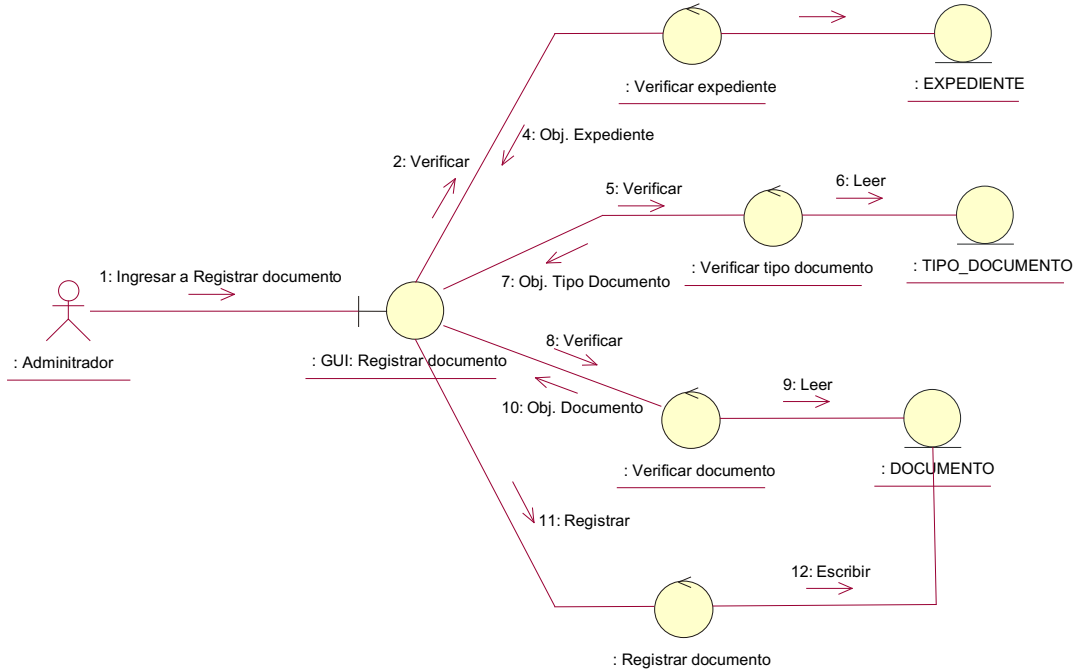 : Verificar expediente
: EXPEDIENTE
4: Obj. Expediente
2: Verificar
5: Verificar
6: Leer
: Verificar tipo documento
: TIPO_DOCUMENTO
7: Obj. Tipo Documento
1: Ingresar a Registrar documento
: Adminitrador
: GUI: Registrar documento
8: Verificar
9: Leer
10: Obj. Documento
: Verificar documento
: DOCUMENTO
11: Registrar
12: Escribir
: Registrar documento